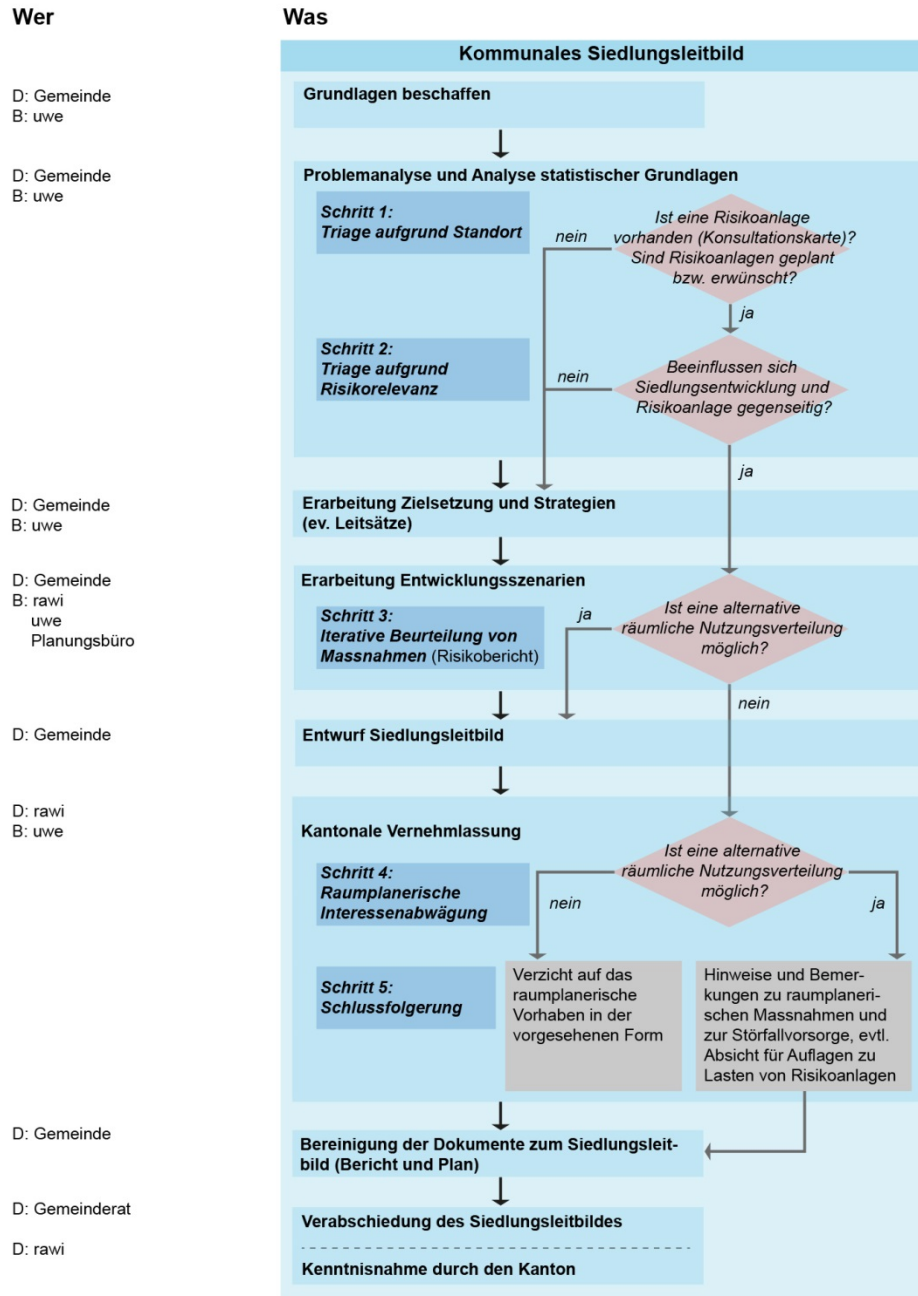 Wer
Was
Kommunales Siedlungsleitbild
D: Gemeinde
B: uwe
Grundlagen beschaffen
D: Gemeinde
B: uwe
Problemanalyse und Analyse statistischer Grundlagen
Schritt 1:
Triage aufgrund Standort
nein
Ist eine Risikoanlage
vorhanden (Konsultationskarte)?
Sind Risikoanlagen geplant
bzw. erwünscht?
ja
Schritt 2:
Triage aufgrund
Risikorelevanz
nein
Beeinflussen sich
Siedlungsentwicklung und
Risikoanlage gegenseitig?
ja
D: Gemeinde
B: uwe
Erarbeitung Zielsetzung und Strategien
(ev. Leitsätze)
D: Gemeinde
B: rawi
uwe
Planungsbüro
Erarbeitung Entwicklungsszenarien
Schritt 3:
Iterative Beurteilung von
Massnahmen (Risikobericht)
ja
Ist eine alternative
räumliche Nutzungsverteilung
möglich?
nein
D: Gemeinde
Entwurf Siedlungsleitbild
D: rawi
B: uwe
Kantonale Vernehmlassung
Schritt 4:
Raumplanerische
Interessenabwägung
Ist eine alternative
räumliche Nutzungsverteilung
möglich?
nein
ja
Schritt 5:
Schlussfolgerung
Verzicht auf das
raumplanerische
Vorhaben in der
vorgesehenen Form
Hinweise und Bemer-
kungen zu raumplaneri-
schen Massnahmen und
zur Störfallvorsorge, evtl.
Absicht für Auflagen zu
Lasten von Risikoanlagen
D: Gemeinde
Bereinigung der Dokumente zum Siedlungsleit-
bild (Bericht und Plan)
D: Gemeinderat
Verabschiedung des Siedlungsleitbildes
D: rawi
Kenntnisnahme durch den Kanton